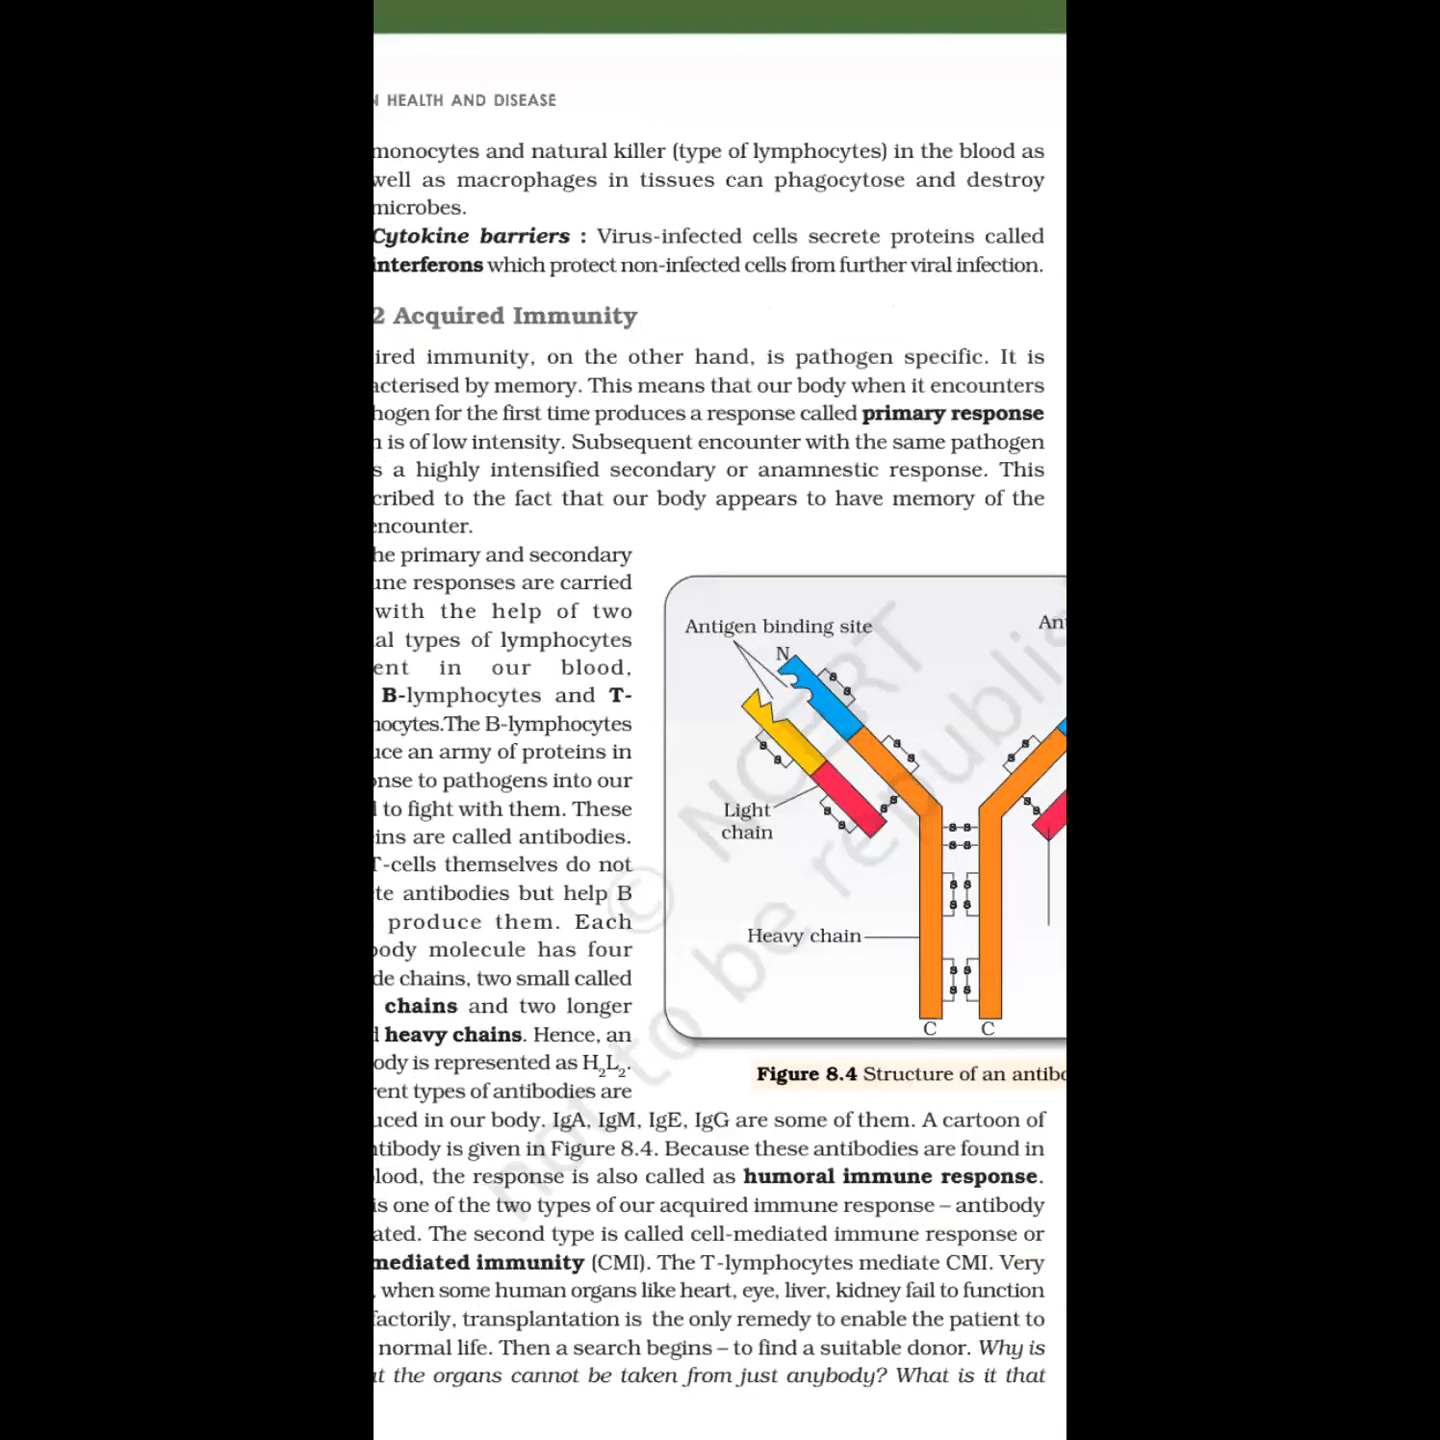 HEALTH AND DISEASE
monocytes and natural killer (type of lymphocytes) in the blood as
well as macrophages in tissues can phagocytose and destroy
microbes.
Cytokine barriers : Virus-infected cells secrete proteins called
interferons which protect non-infected cells from further viral infection.
2 Acquired Immunity
ired immunity, on the other hand, is pathogen specific. It is
acterised by memory. This means that our body when it encounters
hogen for the first time produces a response called primary response
h is of low intensity. Subsequent encounter with the same pathogen
s a highly intensified secondary or anamnestic response. This
cribed to the fact that our body appears to have memory of the
encounter.
he primary and secondary
une responses are carried
with the help of two
al types of lymphocytes
ent in our blood,
B-lymphocytes and T-
hocytes.The B-lymphocytes
uce an army of proteins in
onse to pathogens into our
to fight with them. These
ins are called antibodies.
T-cells themselves do not
te antibodies but help B
produce them. Each
body molecule has four
de chains, two small called
chains and two longer
heavy chains. Hence, an
ody is represented as H2L2.
rent types of antibodies are
Antigen binding site
An
N
Light
chain
Heavy chain
C C
Figure 8.4 Structure of an antibo
uced in our body. IgA, IgM, IgE, IgG are some of them. A cartoon of
tibody is given in Figure 8.4. Because these antibodies are found in
lood, the response is also called as humoral immune response.
is one of the two types of our acquired immune response – antibody
ated. The second type is called cell-mediated immune response or
mediated immunity (CMI). The T-lymphocytes mediate CMI. Very
, when some human organs like heart, eye, liver, kidney fail to function
factorily, transplantation is the only remedy to enable the patient to
normal life. Then a search begins – to find a suitable donor. Why is
t the organs cannot be taken from just anybody? What is it that
© NCERT
not to be republis